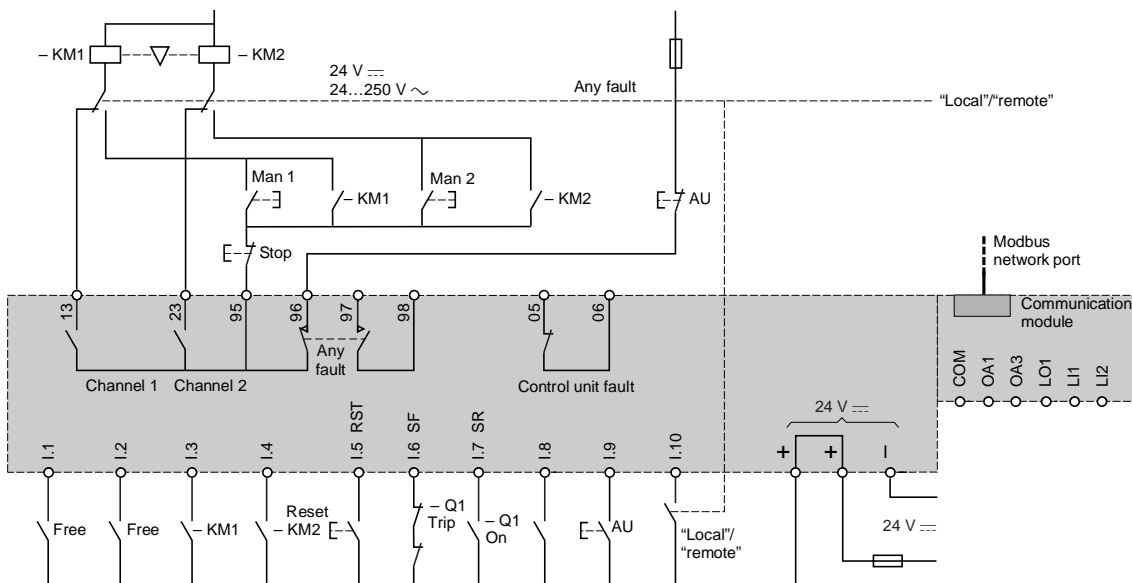 – KM1
– KM2
24 V
24...250 V
Any fault
“Local”/“remote”
Man 1
– KM1
Man 2
– KM2
AU
Stop
Modbus
network port
13
23
95
96
97
98
05
06
Communication
module
Any
fault
Channel 1
Channel 2
Control unit fault
COM
OA1
OA3
LO1
LI1
LI2
24 V
I.1
I.2
I.3
I.4
I.5 RST
I.6 SF
I.7 SR
I.8
I.9
I.10
+
+
I
Free
Free
– KM1
Reset
– KM2
– Q1
Trip
– Q1
On
AU
“Local”/
“remote”
24 V